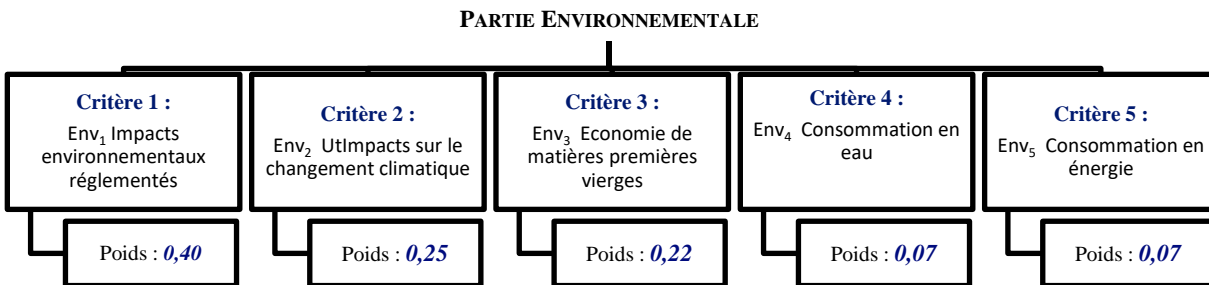 PARTIE ENVIRONNEMENTALE
Critère 1 :
Env₁ Impacts
environnementaux
réglementés
Poids : 0,40
Critère 2 :
Env₂ UtImpacts sur le
changement climatique
Poids : 0,25
Critère 3 :
Env₃ Economie de
matières premières
vierges
Poids : 0,22
Critère 4 :
Env₄ Consommation en
eau
Poids : 0,07
Critère 5 :
Env₅ Consommation en
énergie
Poids : 0,07